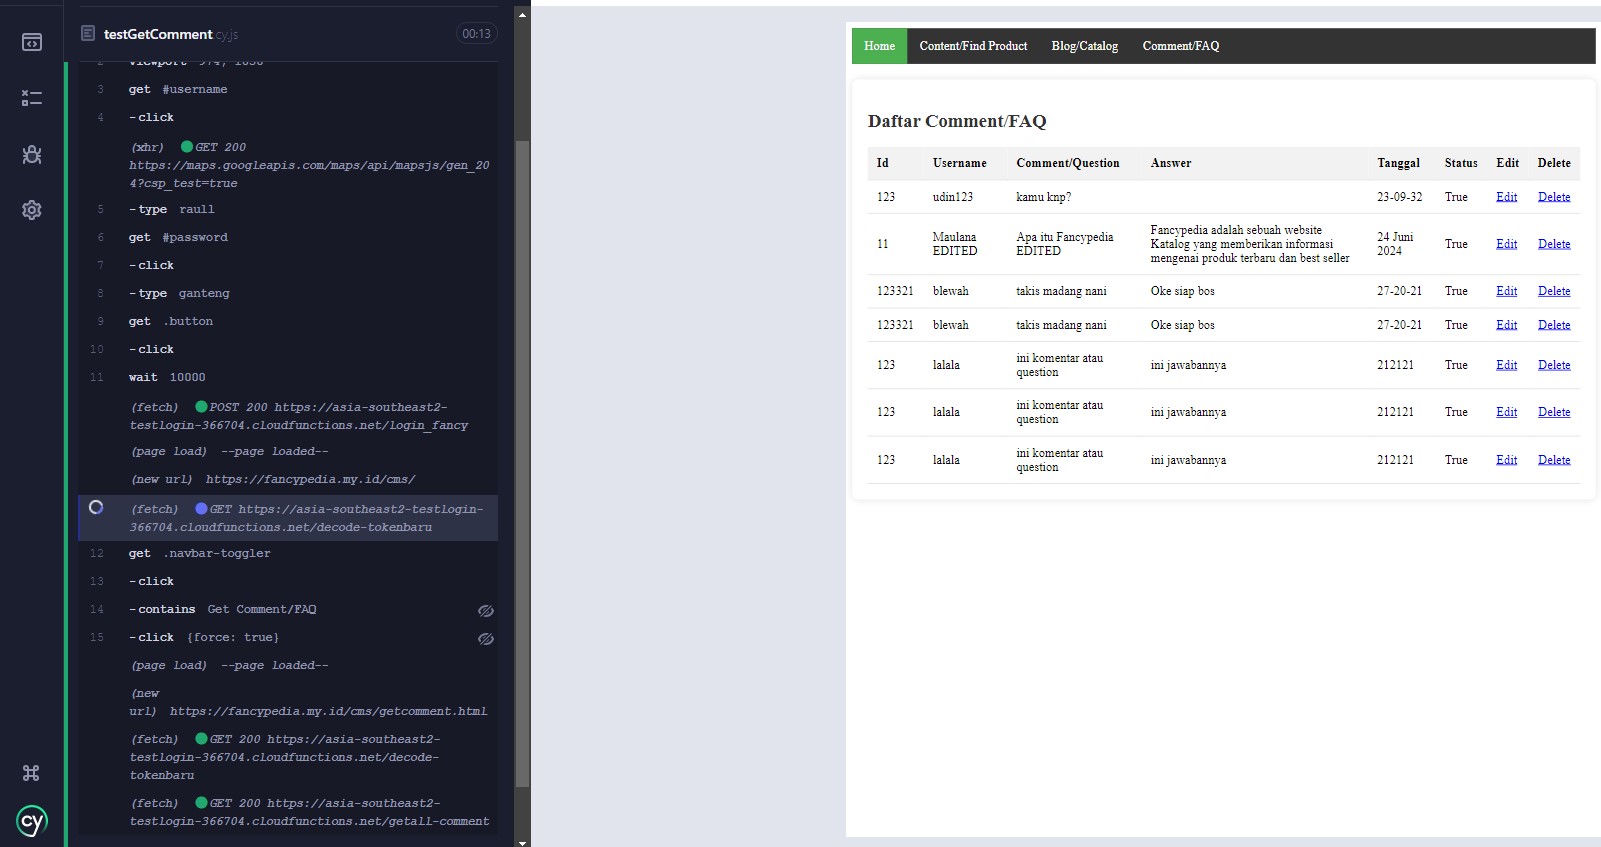 testGetComment.cy.js
00:13
2 viewport 974, 1036
3 get #username
4 -click
(xhr) GET 200
https://maps.googleapis.com/maps/api/mapsjs/gen_20
4?csp_test=true
5 -type raull
6 get #password
7 -click
8 -type ganteng
9 get .button
10 -click
11 wait 10000
(fetch) POST 200 https://asia-southeast2-
testlogin-366704.cloudfunctions.net/login_fancy
(page load) --page loaded--
(new url) https://fancypedia.my.id/cms/
(fetch) GET https://asia-southeast2-testlogin-
366704.cloudfunctions.net/decode-tokenbaru
12 get .navbar-toggler
13 -click
14 -contains Get Comment/FAQ
15 -click {force: true}
(page load) --page loaded--
(new
url) https://fancypedia.my.id/cms/getcomment.html
(fetch) GET 200 https://asia-southeast2-
testlogin-366704.cloudfunctions.net/decode-
tokenbaru
(fetch) GET 200 https://asia-southeast2-
testlogin-366704.cloudfunctions.net/getall-comment
cy
Home Content/Find Product Blog/Catalog Comment/FAQ
Daftar Comment/FAQ
Id Username Comment/Question Answer Tanggal Status Edit Delete
123 udin123 kamu knp? 23-09-32 True Edit Delete
11 Maulana EDITED Apa itu Fancypedia EDITED Fancypedia adalah sebuah website Katalog yang memberikan informasi mengenai produk terbaru dan best seller 24 Juni 2024 True Edit Delete
123321 blewah takis madang nani Oke siap bos 27-20-21 True Edit Delete
123321 blewah takis madang nani Oke siap bos 27-20-21 True Edit Delete
123 lalala ini komentar atau question ini jawabannya 212121 True Edit Delete
123 lalala ini komentar atau question ini jawabannya 212121 True Edit Delete
123 lalala ini komentar atau question ini jawabannya 212121 True Edit Delete